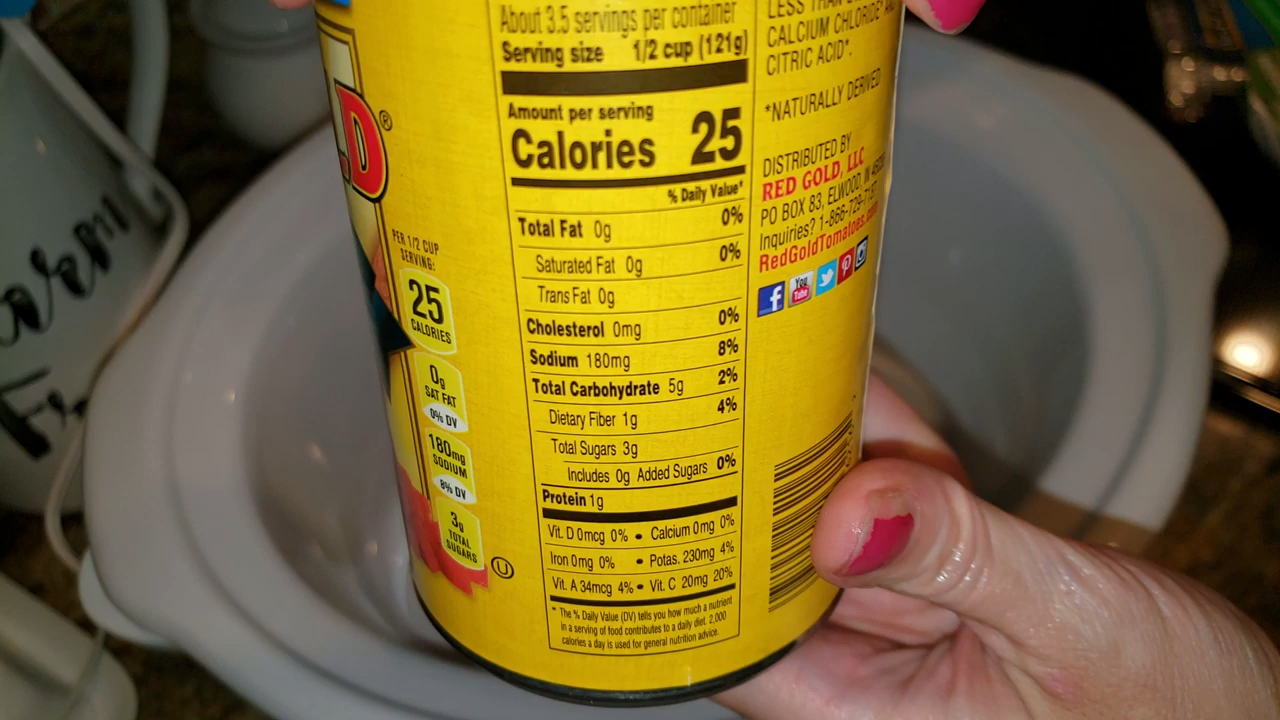 About 3.5 servings per container
Serving size 1/2 cup (121g)
Amount per serving
Calories 25
% Daily Value*
Total Fat 0g 0%
Saturated Fat 0g 0%
Trans Fat 0g
Cholesterol 0mg 0%
Sodium 180mg 8%
Total Carbohydrate 5g 2%
Dietary Fiber 1g 4%
Total Sugars 3g
Includes 0g Added Sugars 0%
Protein 1g
Vit. D 0mcg 0% • Calcium 0mg 0%
Iron 0mg 0% • Potas. 230mg 4%
Vit. A 34mcg 4% • Vit. C 20mg 20%
* The % Daily Value (DV) tells you how much a nutrient
in a serving of food contributes to a daily diet. 2,000
calories a day is used for general nutrition advice.
LESS THAN
CALCIUM CHLORIDE*
CITRIC ACID*.
*NATURALLY DERIVED
DISTRIBUTED BY
RED GOLD, LLC
PO BOX 83, ELWOOD, IN
Inquiries? 1-866-729-7187
RedGoldTomatoes.com
f
You
Tube
LD®
PER 1/2 CUP
SERVING:
25
CALORIES
0g
SAT FAT
0% DV
180mg
SODIUM
8% DV
3g
TOTAL
SUGARS
U